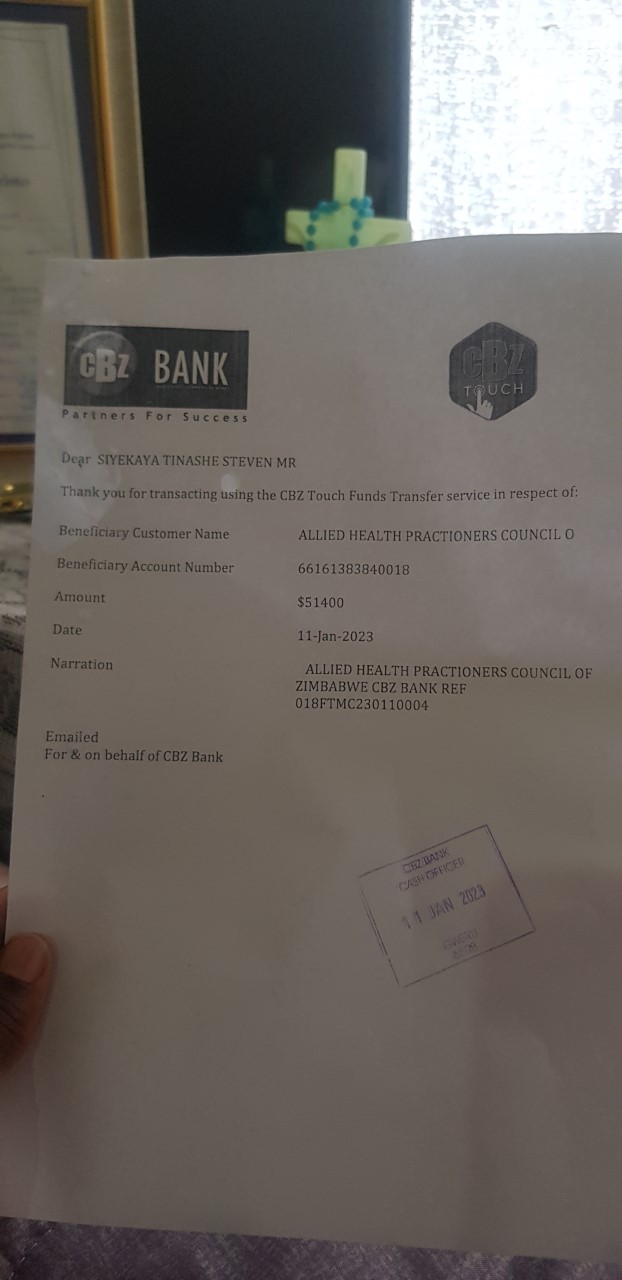 CBZ BANK
Partners For Success
CBZ
TOUCH
Dear SIYEKAYA TINASHE STEVEN MR
Thank you for transacting using the CBZ Touch Funds Transfer service in respect of:
Beneficiary Customer Name ALLIED HEALTH PRACTIONERS COUNCIL O
Beneficiary Account Number 66161383840018
Amount $51400
Date 11-Jan-2023
Narration ALLIED HEALTH PRACTIONERS COUNCIL OF
ZIMBABWE CBZ BANK REF
018FTMC230110004
Emailed
For & on behalf of CBZ Bank
CBZ BANK
CASH OFFICER
11 JAN 2023